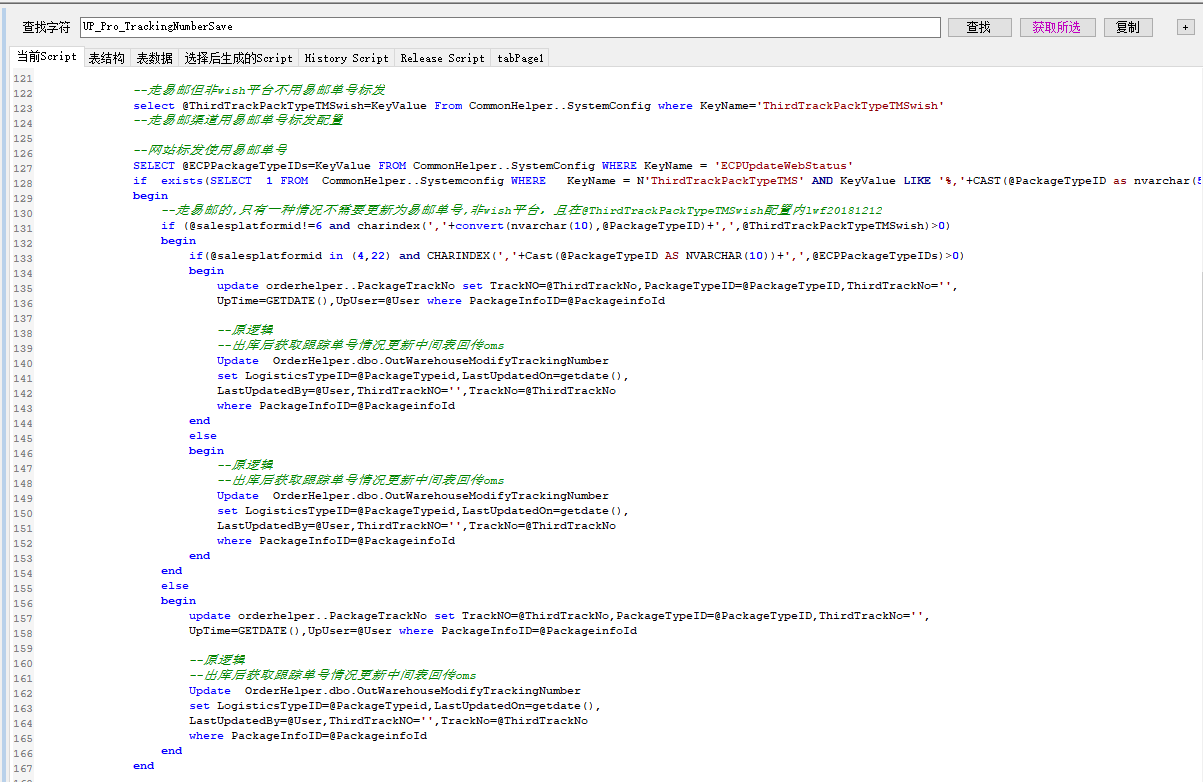 查找字符 UP_Pro_TrackingNumberSave 查找 获取所选 复制 +
当前Script 表结构 表数据 选择后生成的Script History Script Release Script tabPage1
121
122 --走易邮但非wish平台不用易邮单号标发
123 select @ThirdTrackPackTypeTMSwish=KeyValue From CommonHelper..SystemConfig where KeyName='ThirdTrackPackTypeTMSwish'
124 --走易邮渠道用易邮单号标发配置
125
126 --网站标发使用易邮单号
127 SELECT @ECPPackageTypeIDs=KeyValue FROM CommonHelper..SystemConfig WHERE KeyName = 'ECPUpdateWebStatus'
128 if exists(SELECT 1 FROM CommonHelper..Systemconfig WHERE KeyName = N'ThirdTrackPackTypeTMS' AND KeyValue LIKE '%,'+CAST(@PackageTypeID as nvarchar(5
129 begin
130 --走易邮的,只有一种情况不需要更新为易邮单号,非wish平台，且在@ThirdTrackPackTypeTMSwish配置内lwf20181212
131 if (@salesplatformid!=6 and charindex(','+convert(nvarchar(10),@PackageTypeID)+',',@ThirdTrackPackTypeTMSwish)>0)
132 begin
133 if(@salesplatformid in (4,22) and CHARINDEX(','+Cast(@PackageTypeID AS NVARCHAR(10))+',',@ECPPackageTypeIDs)>0)
134 begin
135 update orderhelper..PackageTrackNo set TrackNO=@ThirdTrackNo,PackageTypeID=@PackageTypeID,ThirdTrackNo='',
136 UpTime=GETDATE(),UpUser=@User where PackageInfoID=@PackageinfoId
137
138 --原逻辑
139 --出库后获取跟踪单号情况更新中间表回传oms
140 Update OrderHelper.dbo.OutWarehouseModifyTrackingNumber
141 set LogisticsTypeID=@PackageTypeid,LastUpdatedOn=getdate(),
142 LastUpdatedBy=@User,ThirdTrackNO='',TrackNo=@ThirdTrackNo
143 where PackageInfoID=@PackageinfoId
144 end
145 else
146 begin
147 --原逻辑
148 --出库后获取跟踪单号情况更新中间表回传oms
149 Update OrderHelper.dbo.OutWarehouseModifyTrackingNumber
150 set LogisticsTypeID=@PackageTypeid,LastUpdatedOn=getdate(),
151 LastUpdatedBy=@User,ThirdTrackNO='',TrackNo=@ThirdTrackNo
152 where PackageInfoID=@PackageinfoId
153 end
154 end
155 else
156 begin
157 update orderhelper..PackageTrackNo set TrackNO=@ThirdTrackNo,PackageTypeID=@PackageTypeID,ThirdTrackNo='',
158 UpTime=GETDATE(),UpUser=@User where PackageInfoID=@PackageinfoId
159
160 --原逻辑
161 --出库后获取跟踪单号情况更新中间表回传oms
162 Update OrderHelper.dbo.OutWarehouseModifyTrackingNumber
163 set LogisticsTypeID=@PackageTypeid,LastUpdatedOn=getdate(),
164 LastUpdatedBy=@User,ThirdTrackNO='',TrackNo=@ThirdTrackNo
165 where PackageInfoID=@PackageinfoId
166 end
167 end